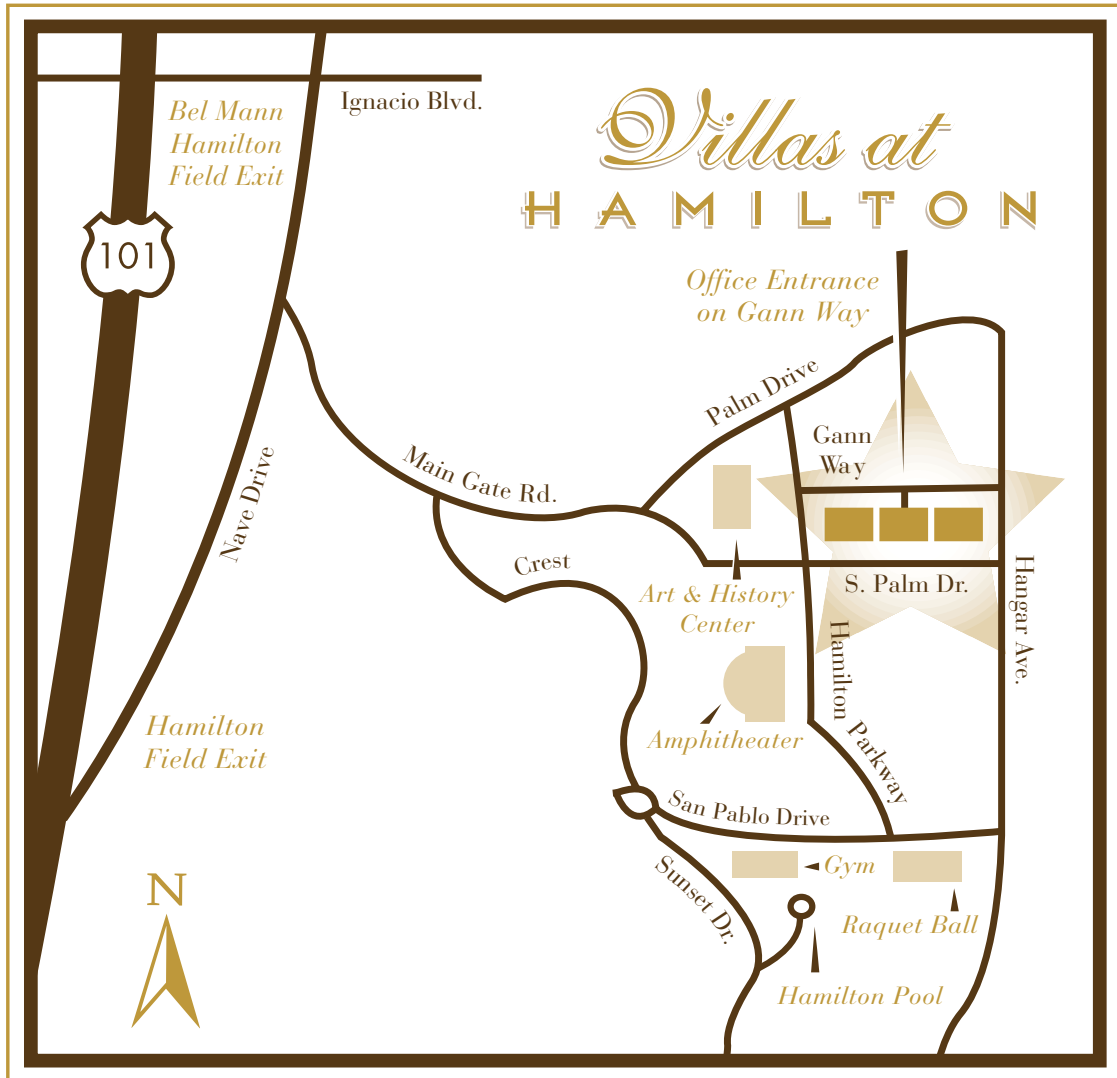 Ignacio Blvd.
Bel Mann
Hamilton
Field Exit
Villas at
HAMILTON
101
Office Entrance
on Gann Way
Palm Drive
Gann
Way
Main Gate Rd.
Nave Drive
Crest
S. Palm Dr.
Hangar Ave.
Art & History
Center
Hamilton
Parkway
Amphitheater
Hamilton
Field Exit
San Pablo Drive
Sunset Dr.
Gym
Raquet Ball
Hamilton Pool
N